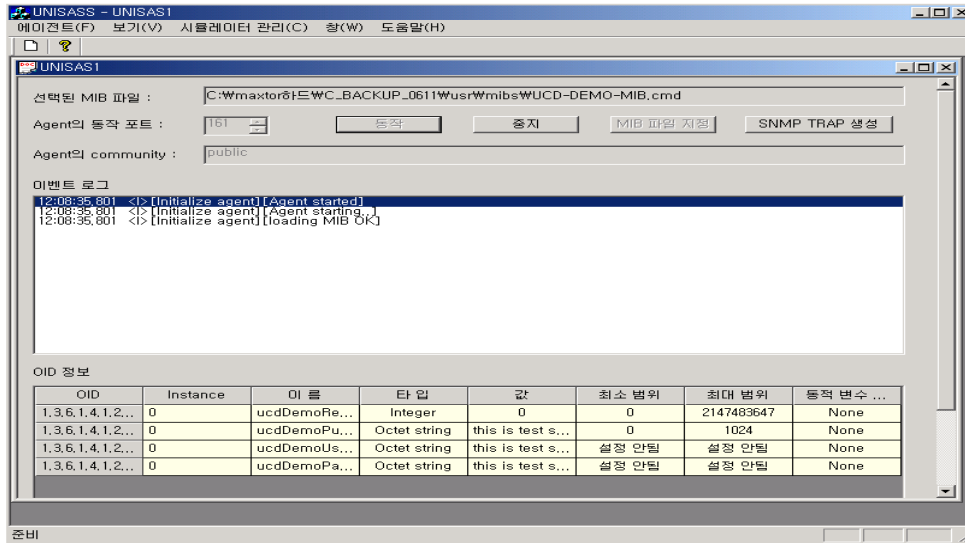 UNISASS - UNISAS1
에이전트(F) 보기(V) 시뮬레이터 관리(C) 창(W) 도움말(H)
UNISAS1
선택된 MIB 파일 : C:₩maxtor하드₩C_BACKUP_0611₩usr₩mibs₩UCD-DEMO-MIB,cmd
Agent의 동작 포트 : 161 동작 중지 MIB 파일 지정 SNMP TRAP 생성
Agent의 community : public
이벤트 로그
12:08:35,801 <I> [Initialize agent] [Agent started]
12:08:35,801 <I> [Initialize agent] [Agent starting,,]
12:08:35,801 <I> [Initialize agent] [loading MIB OK]
OID 정보
OID Instance 이 름 타 입 값 최소 범위 최대 범위 동적 변수 ...
1,3,6,1,4,1,2,,, 0 ucdDemoRe,,, Integer 0 0 2147483647 None
1,3,6,1,4,1,2,,, 0 ucdDemoPu,,, Octet string this is test s,,, 0 1024 None
1,3,6,1,4,1,2,,, 0 ucdDemoUs,,, Octet string this is test s,,, 설정 안됨 설정 안됨 None
1,3,6,1,4,1,2,,, 0 ucdDemoPa,,, Octet string this is test s,,, 설정 안됨 설정 안됨 None
준비